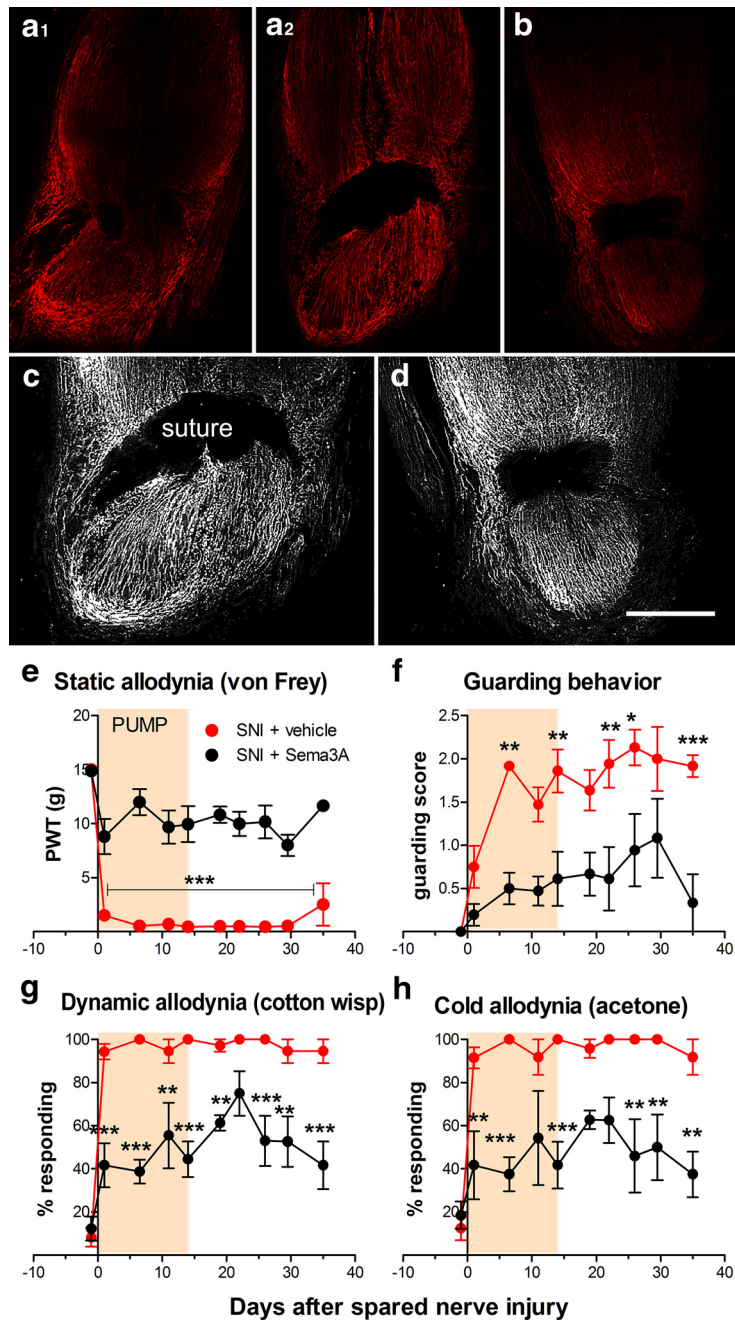 a1
a2
b
c
suture
d
e
Static allodynia (von Frey)
PUMP
SNI + vehicle
SNI + Sema3A
PWT (g)
20
15
10
5
***
-10 0 10 20 30 40
f
Guarding behavior
guarding score
2.5
2.0
1.5
1.0
0.5
** ** ** * ***
-10 0 10 20 30 40
g
Dynamic allodynia (cotton wisp)
% responding
100
80
60
40
20
*** *** ** *** ** *** ** ***
-10 0 10 20 30 40
h
Cold allodynia (acetone)
% responding
100
80
60
40
20
** *** *** ** ** **
-10 0 10 20 30 40
Days after spared nerve injury